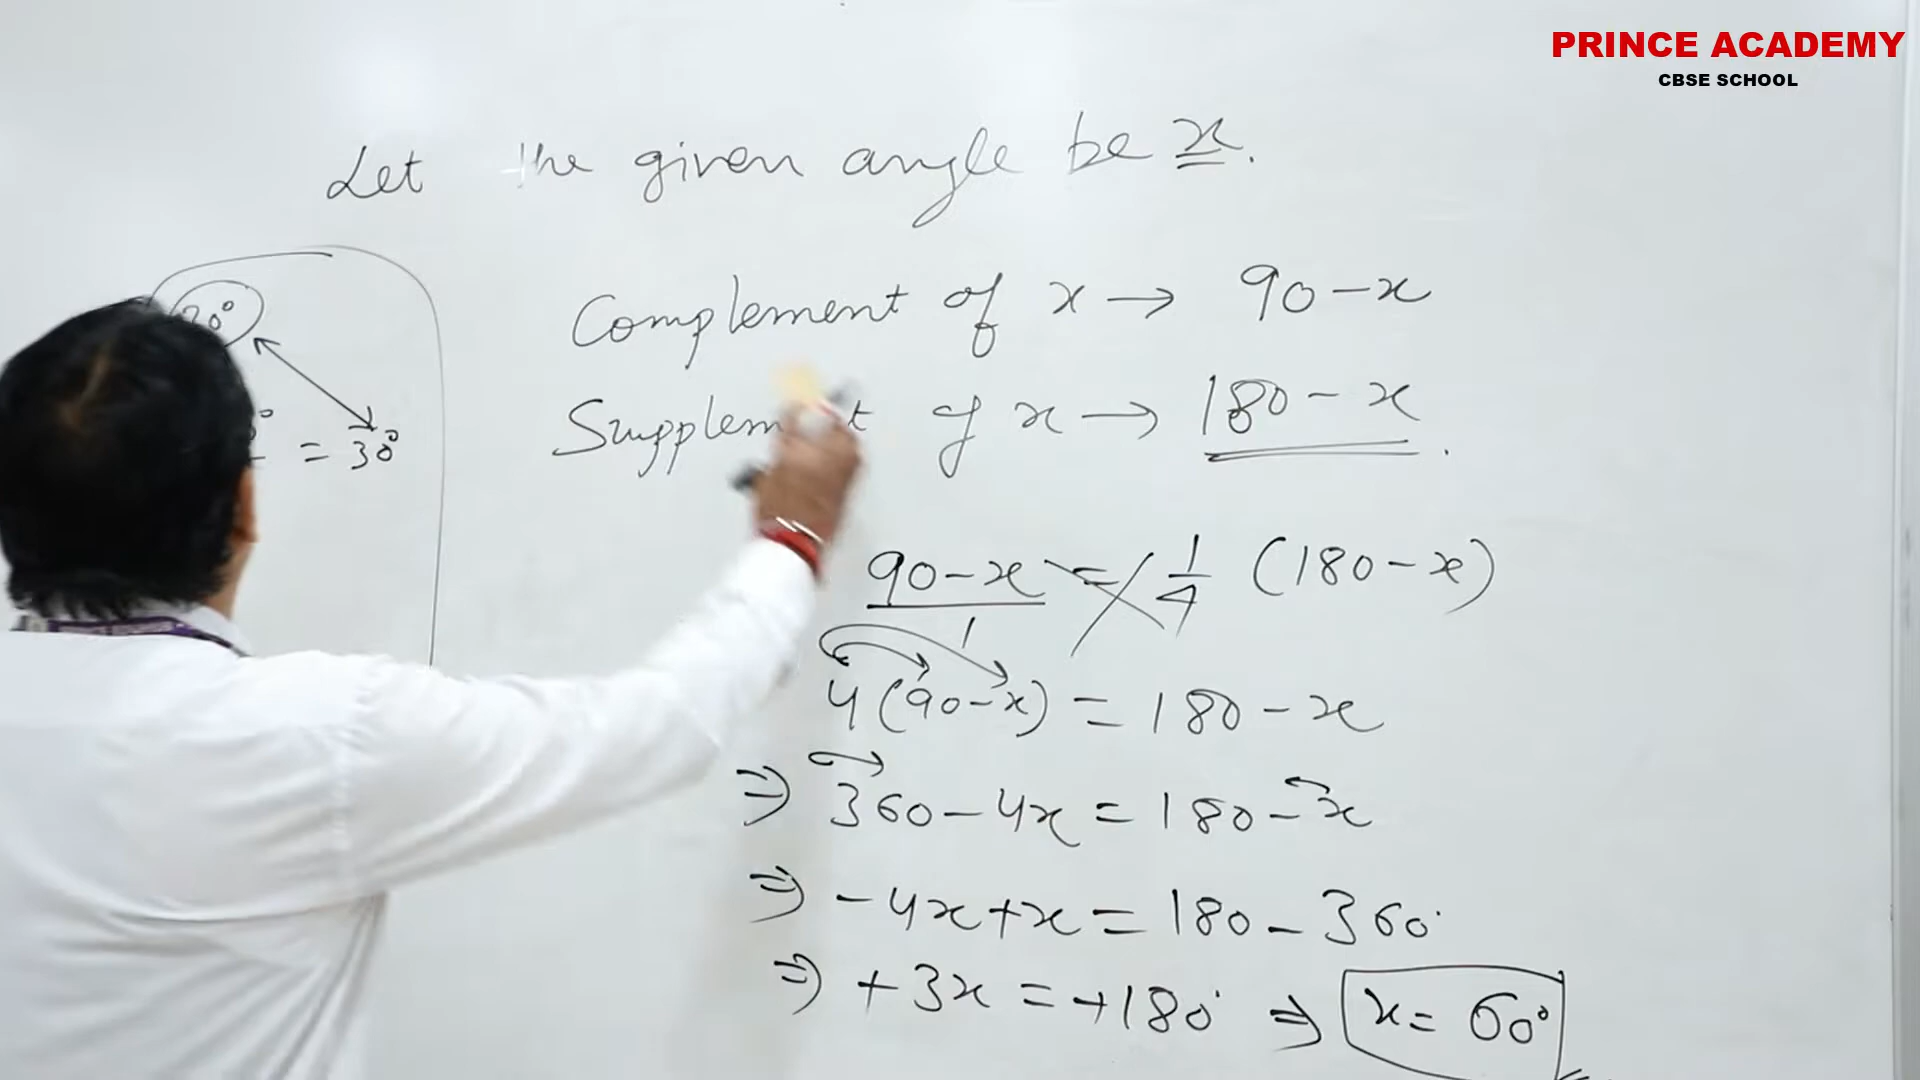 PRINCE ACADEMY
CBSE SCHOOL
Let the given angle be x.
Complement of x → 90-x
Supplement of x → 180-x.
= 30°
90-x/1 = 1/4 (180-x)
4(90-x) = 180-x
⇒ 360-4x = 180-x
⇒ -4x+x = 180-360
⇒ +3x = +180 ⇒ x = 60°